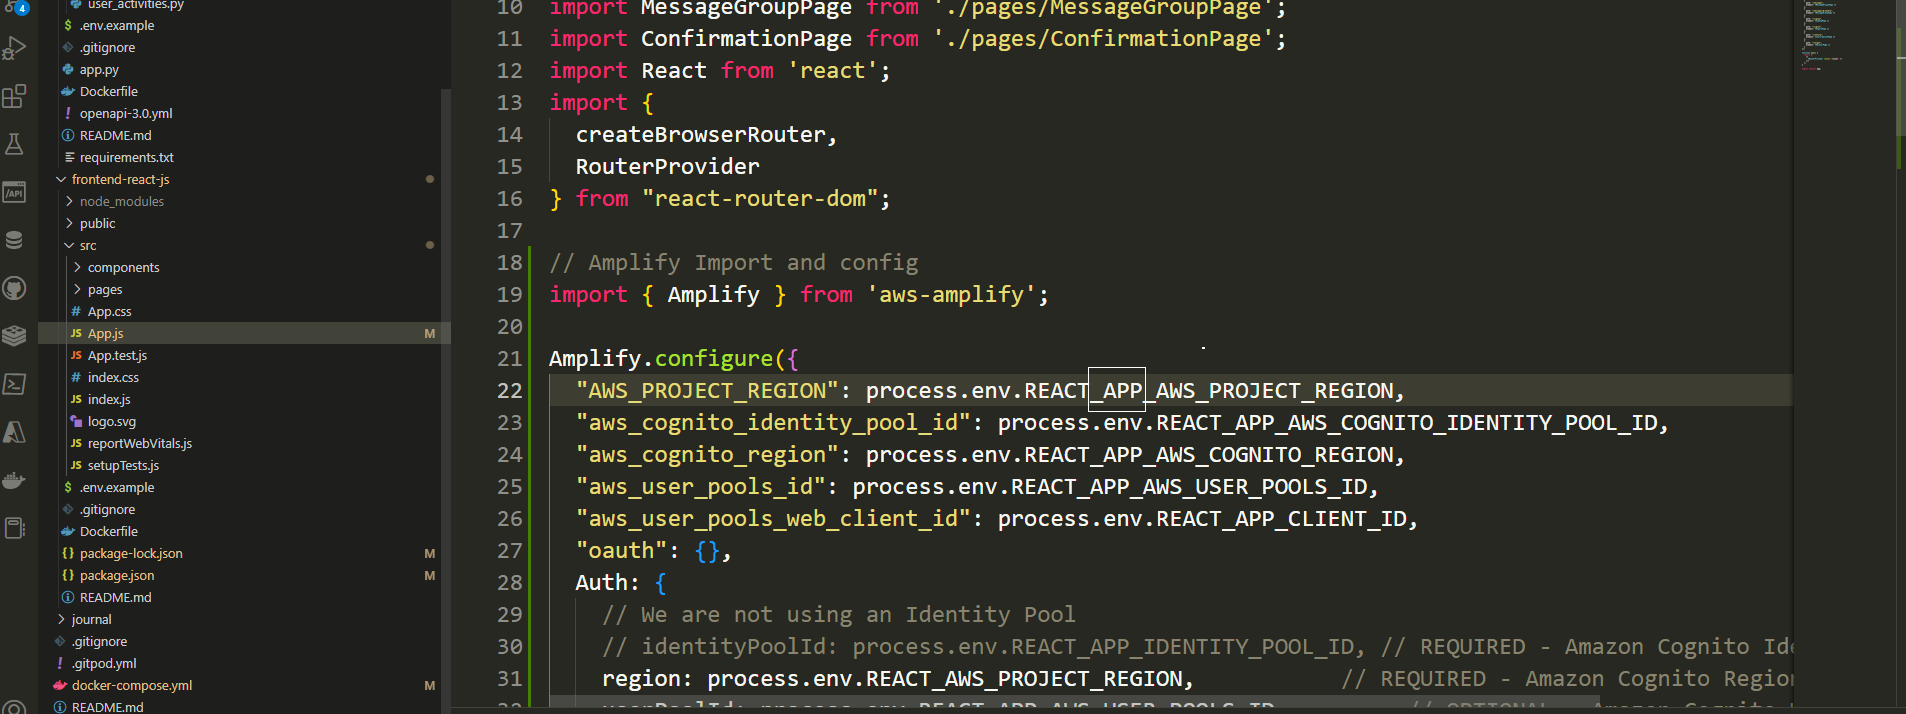 4
user_activities.py
.env.example
.gitignore
app.py
Dockerfile
openapi-3.0.yml
README.md
requirements.txt
frontend-react-js
node_modules
public
src
components
pages
# App.css
JS App.js M
JS App.test.js
# index.css
JS index.js
logo.svg
JS reportWebVitals.js
JS setupTests.js
$ .env.example
.gitignore
Dockerfile
{} package-lock.json M
{} package.json M
README.md
journal
.gitignore
! .gitpod.yml
docker-compose.yml M
README.md
10 import MessageGroupPage from './pages/MessageGroupPage';
11 import ConfirmationPage from './pages/ConfirmationPage';
12 import React from 'react';
13 import {
14 createBrowserRouter,
15 RouterProvider
16 } from "react-router-dom";
17
18 // Amplify Import and config
19 import { Amplify } from 'aws-amplify';
20
21 Amplify.configure({
22 "AWS_PROJECT_REGION": process.env.REACT_APP_AWS_PROJECT_REGION,
23 "aws_cognito_identity_pool_id": process.env.REACT_APP_AWS_COGNITO_IDENTITY_POOL_ID,
24 "aws_cognito_region": process.env.REACT_APP_AWS_COGNITO_REGION,
25 "aws_user_pools_id": process.env.REACT_APP_AWS_USER_POOLS_ID,
26 "aws_user_pools_web_client_id": process.env.REACT_APP_CLIENT_ID,
27 "oauth": {},
28 Auth: {
29 // We are not using an Identity Pool
30 // identityPoolId: process.env.REACT_APP_IDENTITY_POOL_ID, // REQUIRED - Amazon Cognito Id
31 region: process.env.REACT_AWS_PROJECT_REGION, // REQUIRED - Amazon Cognito Region